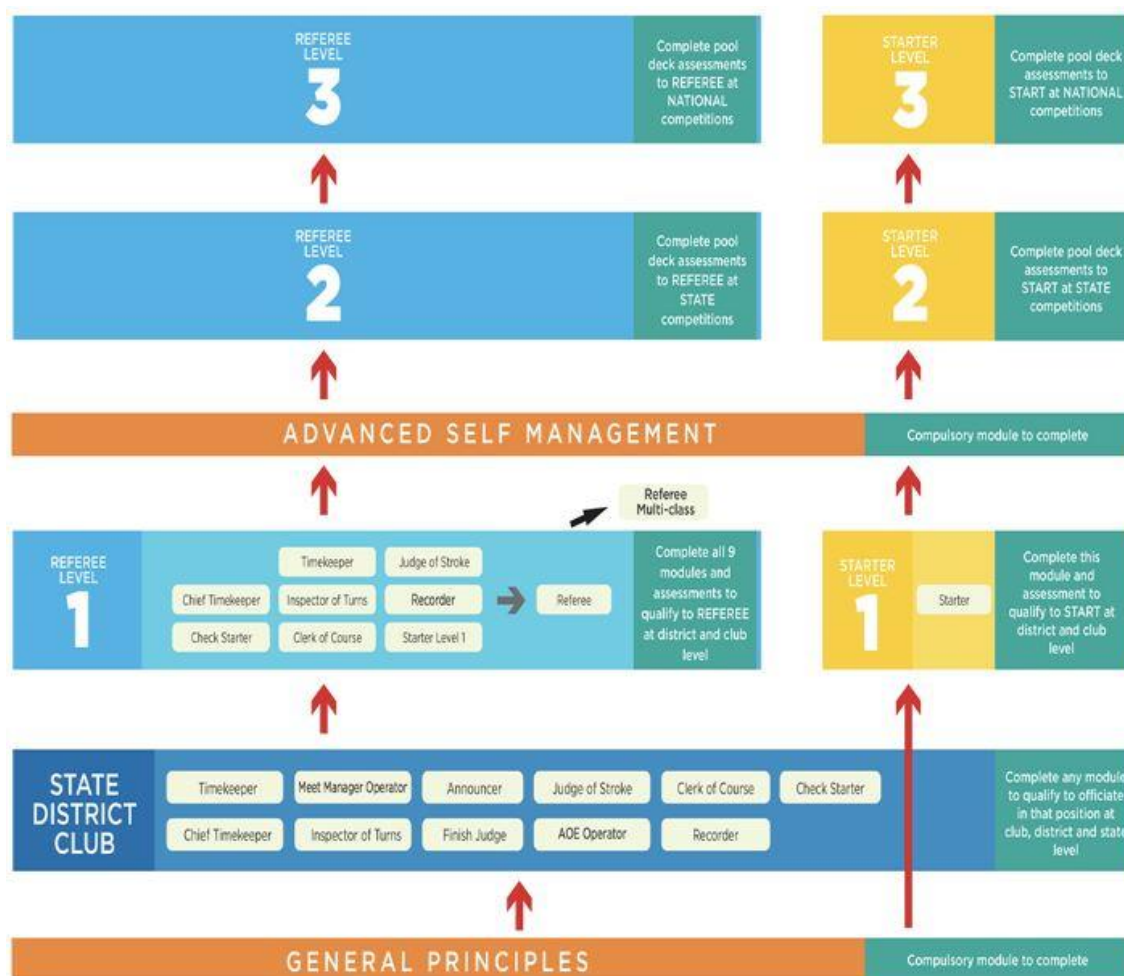 REFEREE
LEVEL
3
Complete pool
deck assessments
to REFEREE at
NATIONAL
competitions
STARTER
LEVEL
3
Complete pool deck
assessments to
START at NATIONAL
competitions
REFEREE
LEVEL
2
Complete pool
deck assessments
to REFEREE at
STATE
competitions
STARTER
LEVEL
2
Complete pool deck
assessments to
START at STATE
competitions
ADVANCED SELF MANAGEMENT
Compulsory module to complete
Referee
Multi-class
REFEREE
LEVEL
1
Timekeeper
Judge of Stroke
Chief Timekeeper
Inspector of Turns
Recorder
Referee
Check Starter
Clerk of Course
Starter Level 1
Complete all 9
modules and
assessments to
qualify to REFEREE
at district and club
level
STARTER
LEVEL
1
Starter
Complete this
module and
assessment to
qualify to START at
district and club
level
STATE
DISTRICT
CLUB
Timekeeper
Meet Manager Operator
Announcer
Judge of Stroke
Clerk of Course
Check Starter
Chief Timekeeper
Inspector of Turns
Finish Judge
AOE Operator
Recorder
Complete any module
to qualify to officiate
in that position at
club, district and state
level
GENERAL PRINCIPLES
Compulsory module to complete